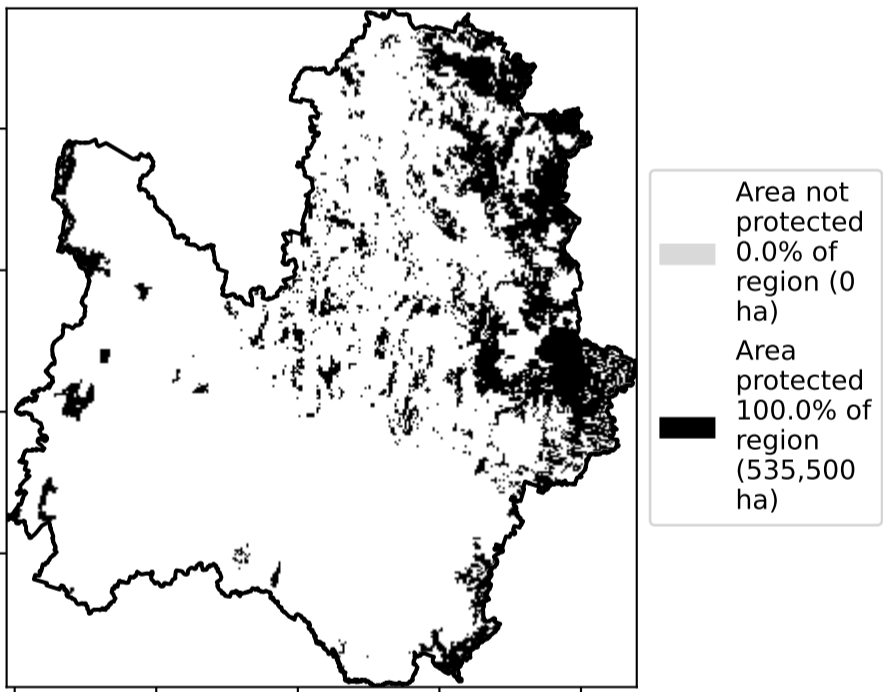 Area not
protected
0.0% of
region (0
ha)
Area
protected
100.0% of
region
(535,500
ha)